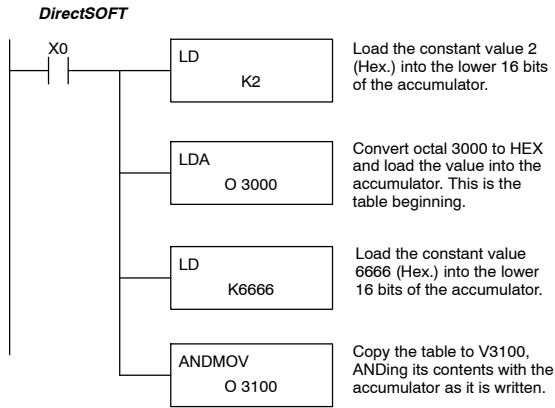 DirectSOFT
X0
LD
K2
Load the constant value 2
(Hex.) into the lower 16 bits
of the accumulator.
LDA
O 3000
Convert octal 3000 to HEX
and load the value into the
accumulator. This is the
table beginning.
LD
K6666
Load the constant value
6666 (Hex.) into the lower
16 bits of the accumulator.
ANDMOV
O 3100
Copy the table to V3100,
ANDing its contents with the
accumulator as it is written.